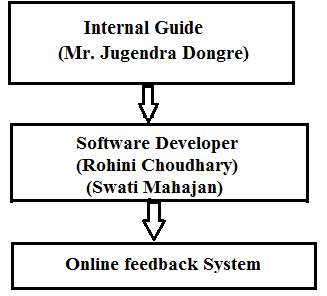 Internal Guide
(Mr. Jugendra Dongre)
Software Developer
(Rohini Choudhary)
(Swati Mahajan)
Online feedback System